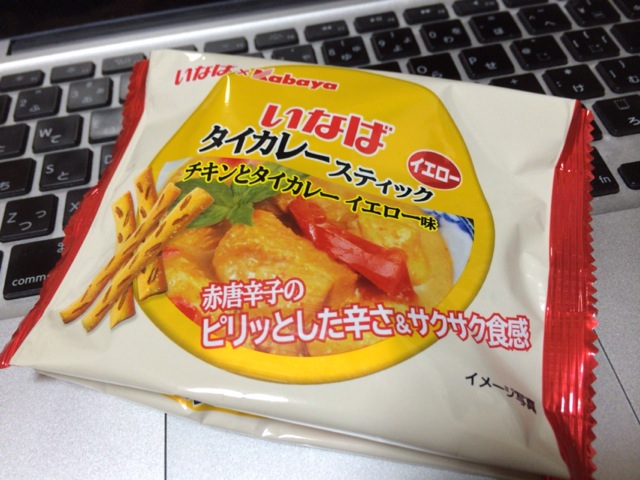 いなば×Kabaya
いなば
タイカレースティック
イエロー
チキンとタイカレー イエロー味
赤唐辛子の
ピリッとした辛さ&サクサク食感
イメージ写真
comm
fn